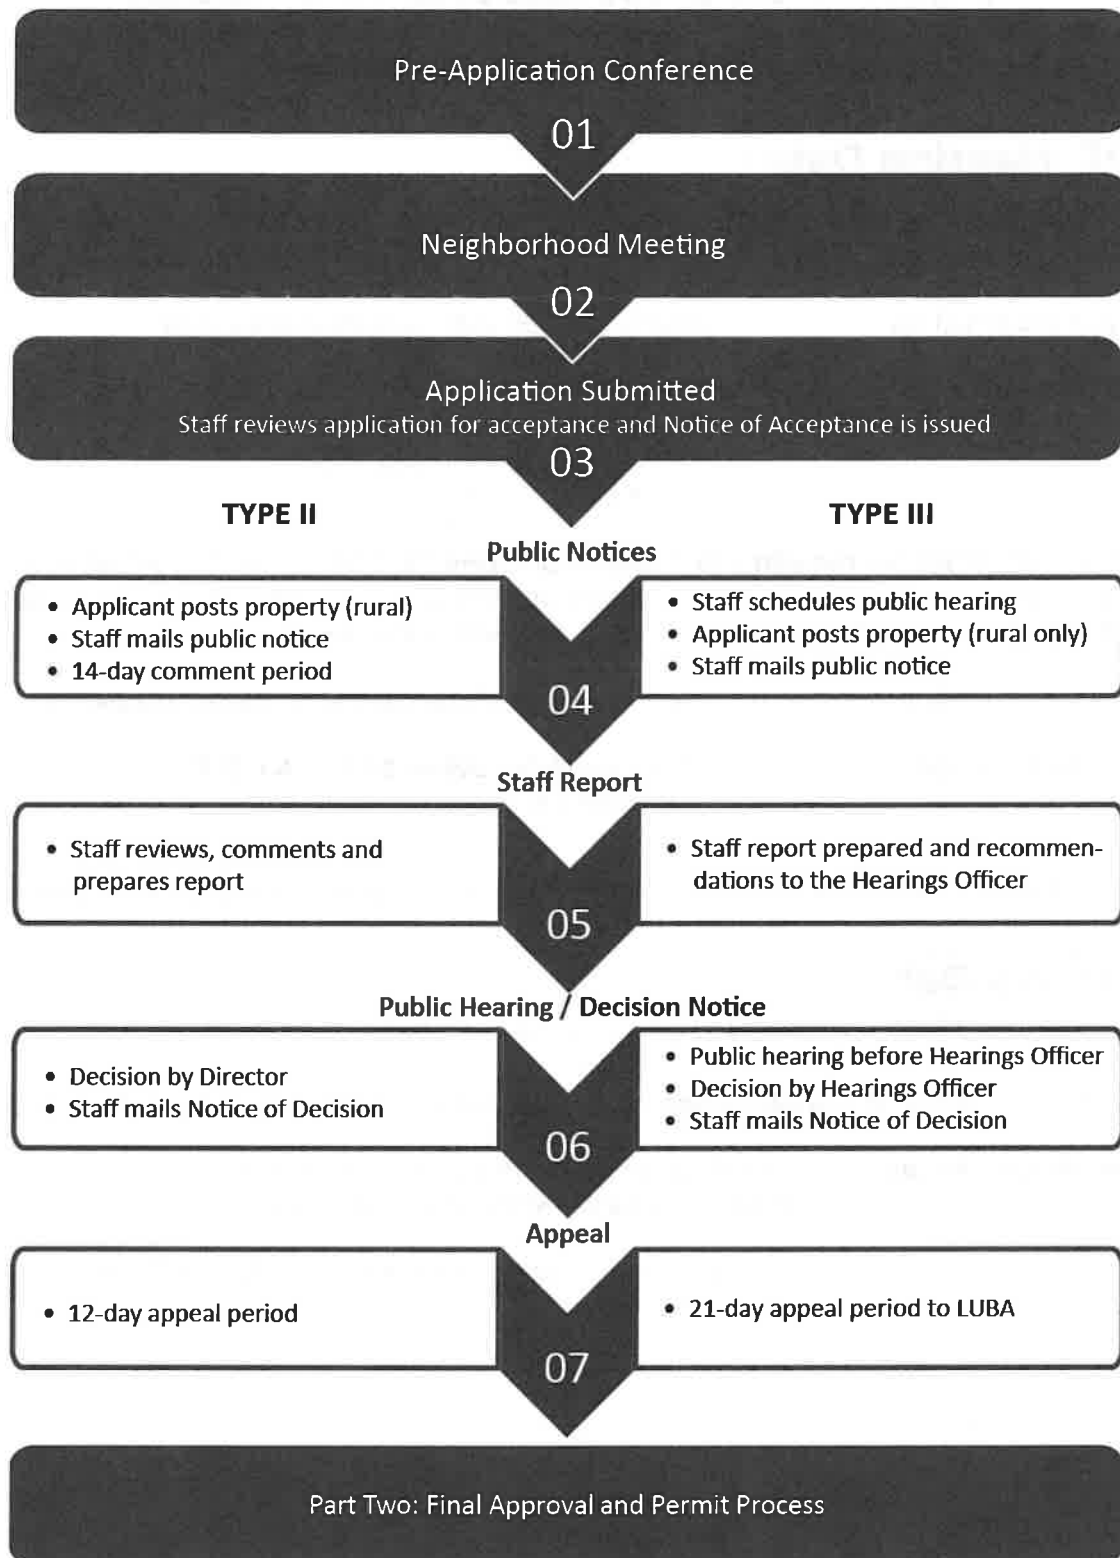 Pre-Application Conference
01
Neighborhood Meeting
02
Application Submitted
Staff reviews application for acceptance and Notice of Acceptance is issued
03
TYPE II
TYPE III
Public Notices
• Applicant posts property (rural)
• Staff mails public notice
• 14-day comment period
04
• Staff schedules public hearing
• Applicant posts property (rural only)
• Staff mails public notice
Staff Report
• Staff reviews, comments and
prepares report
05
• Staff report prepared and recommen-
dations to the Hearings Officer
Public Hearing / Decision Notice
• Decision by Director
• Staff mails Notice of Decision
06
• Public hearing before Hearings Officer
• Decision by Hearings Officer
• Staff mails Notice of Decision
Appeal
• 12-day appeal period
07
• 21-day appeal period to LUBA
Part Two: Final Approval and Permit Process